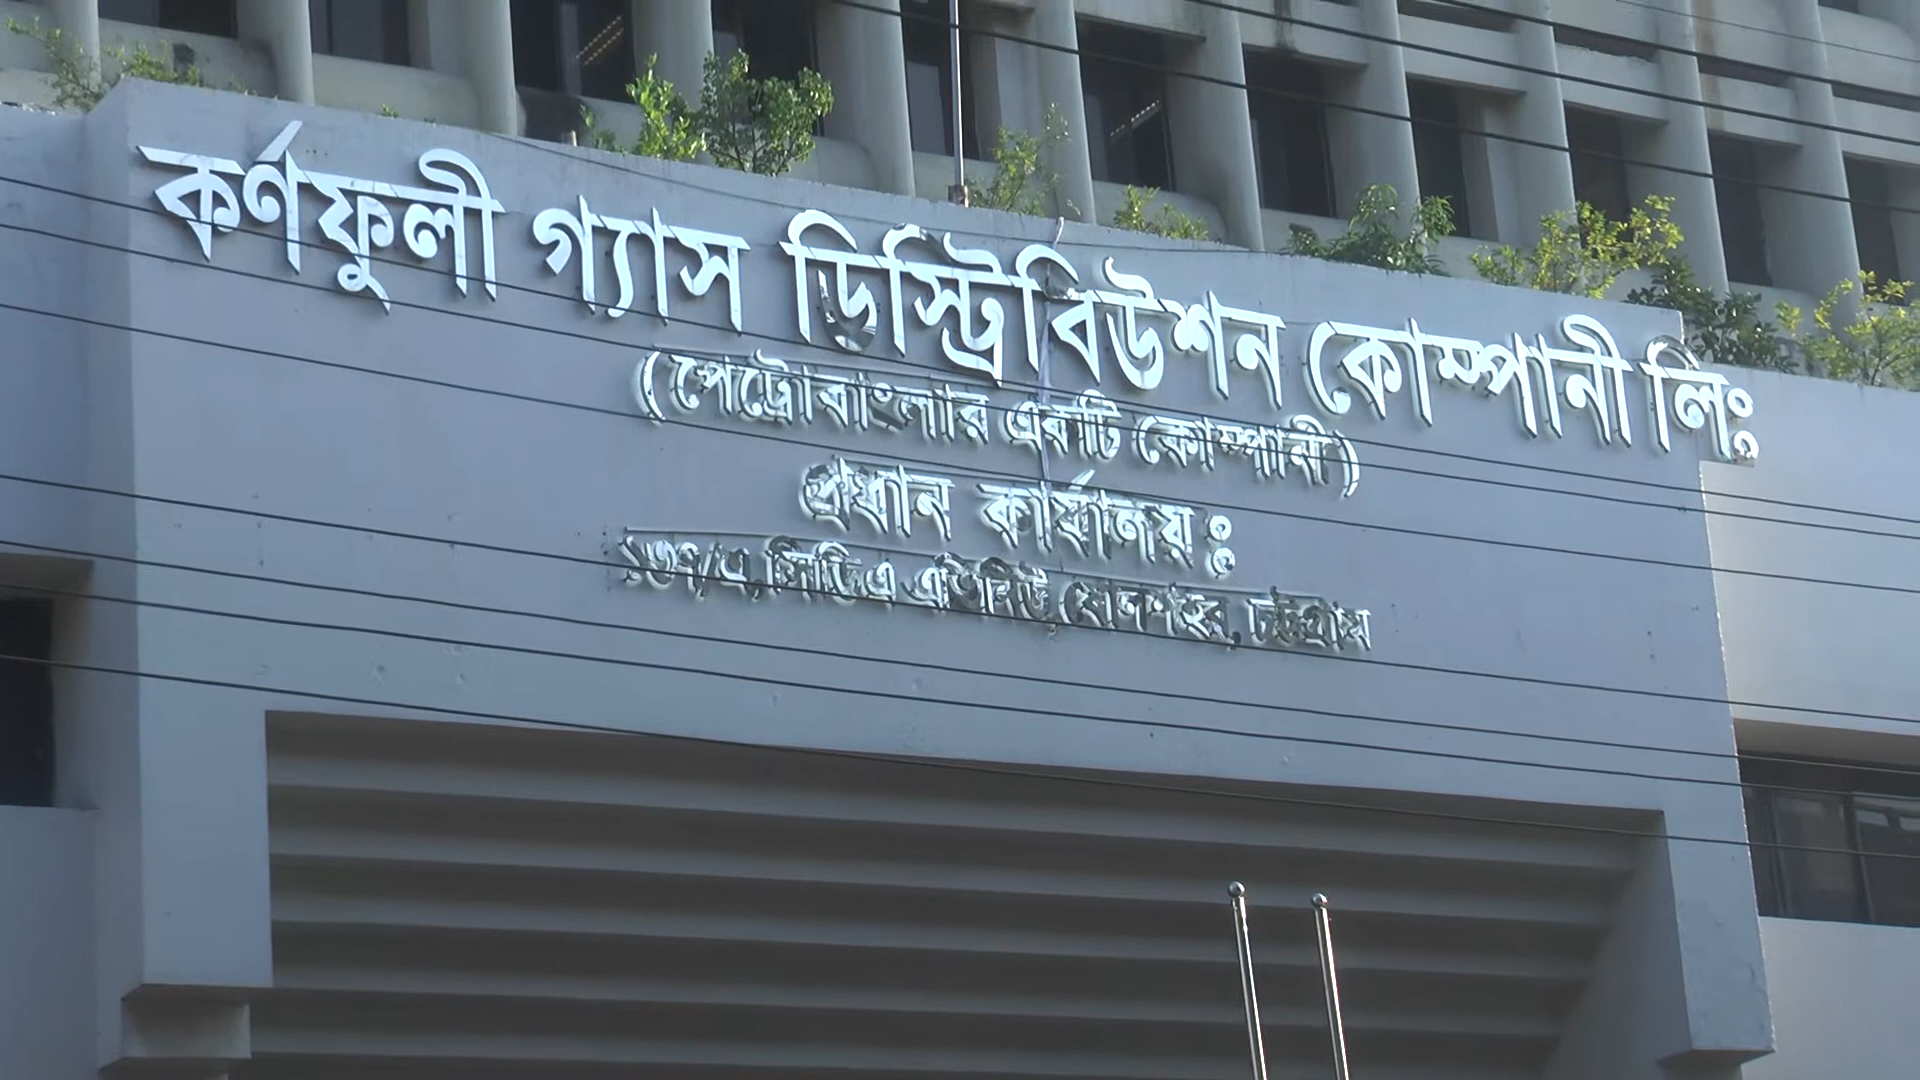 কর্ণফুলী গ্যাস ডিস্ট্রিবিউশন কোম্পানী লিঃ
(পেট্রোবাংলার একটি কোম্পানী)
প্রধান কার্যালয়ঃ
১৩৭/এ, সিডিএ এভিনিউ, ষোলশহর, চট্টগ্রাম